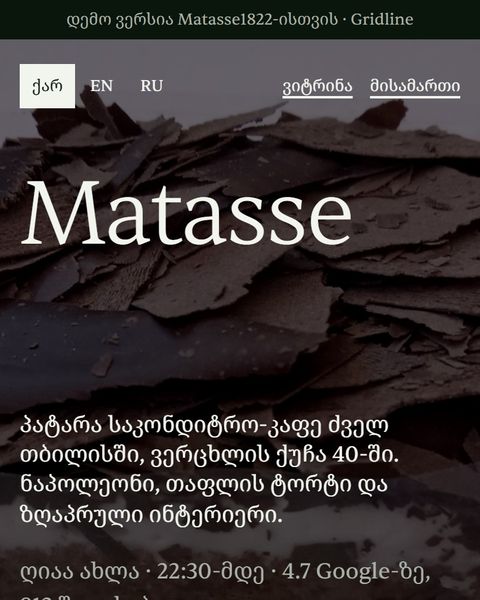 დემო ვერსია Matasse1822-ისთვის · Gridline
ქარ EN RU ვიტრინა მისამართი
Matasse
პატარა საკონდიტრო-კაფე ძველ
თბილისში, ვერცხლის ქუჩა 40-ში.
ნაპოლეონი, თაფლის ტორტი და
ზღაპრული ინტერიერი.
ღიაა ახლა · 22:30-მდე · 4.7 Google-ზე,